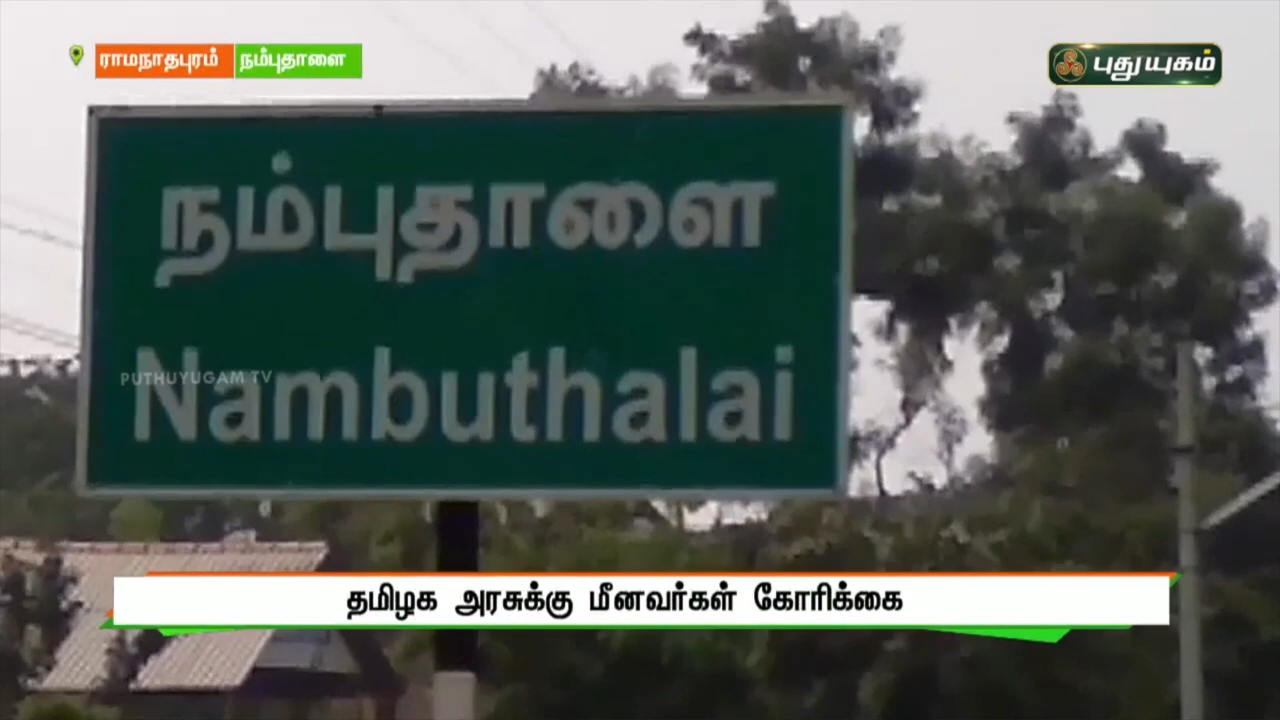 ராமநாதபுரம் நம்புதாளை
புதுயுகம்
நம்புதாளை
PUTHUYUGAM TV
Nambuthalai
தமிழக அரசுக்கு மீனவர்கள் கோரிக்கை